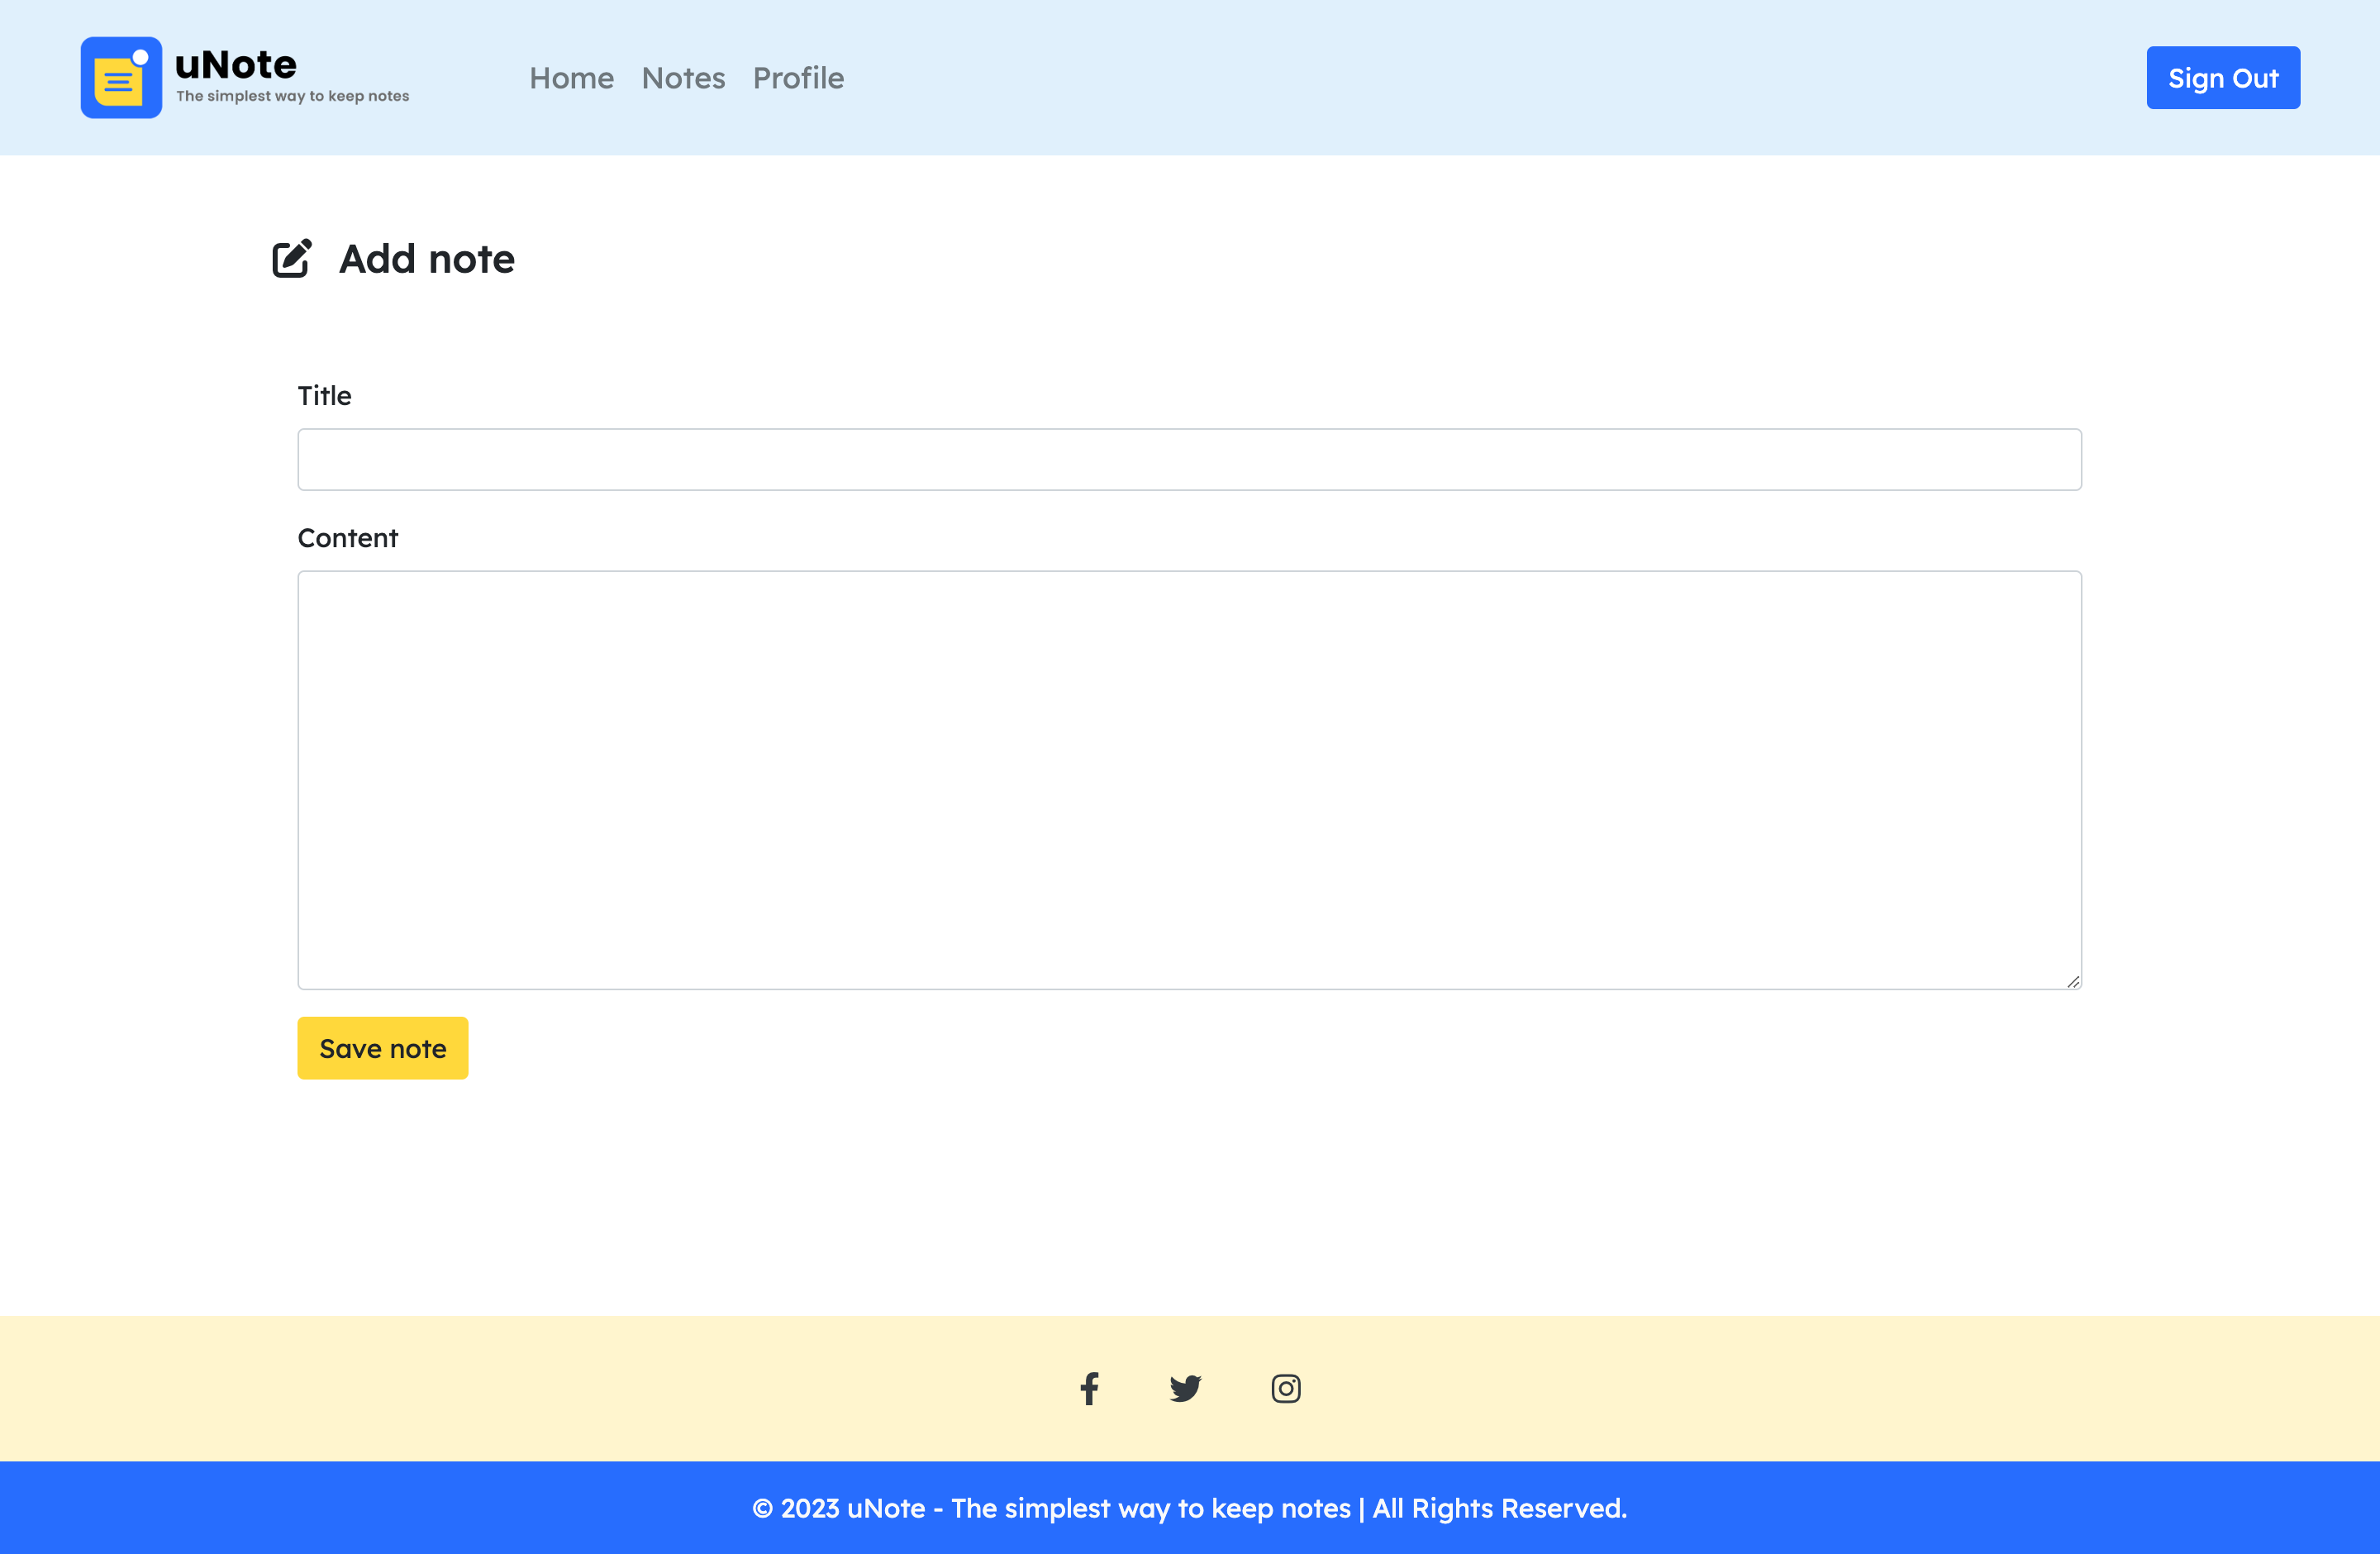 uNote
The simplest way to keep notes
Home Notes Profile
Sign Out
Add note
Title
Content
Save note
© 2023 uNote - The simplest way to keep notes | All Rights Reserved.